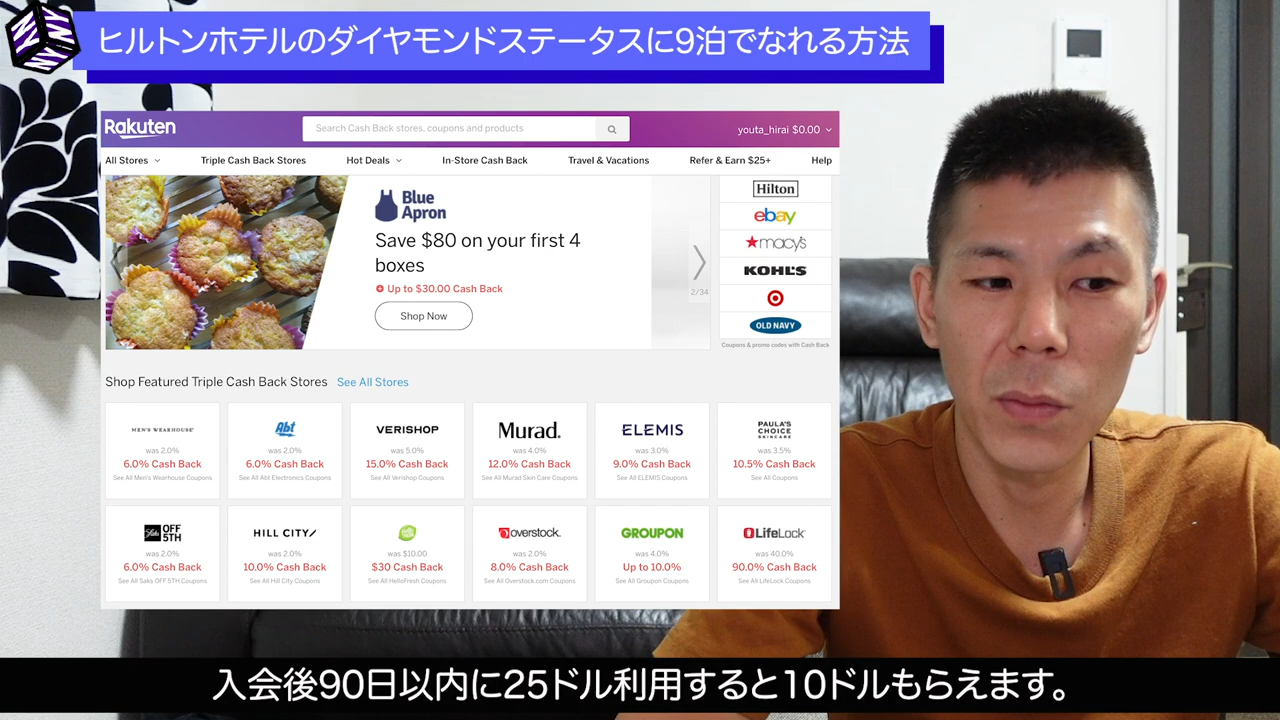 ヒルトンホテルのダイヤモンドステータスに9泊でなれる方法
Rakuten
Search Cash Back stores, coupons and products
youta_hirai $0.00
All Stores
Triple Cash Back Stores
Hot Deals
In-Store Cash Back
Travel & Vacations
Refer & Earn $25+
Help
Blue
Apron
Save $80 on your first 4
boxes
Up to $30.00 Cash Back
Shop Now
2/34
Hilton
ebay
macy's
KOHL'S
OLD NAVY
Coupons & promo codes with Cash Back
Shop Featured Triple Cash Back Stores See All Stores
MEN'S WEARHOUSE
was 2.0%
6.0% Cash Back
See All Men's Wearhouse Coupons
Abt
was 2.0%
6.0% Cash Back
See All Abt Electronics Coupons
VERISHOP
was 5.0%
15.0% Cash Back
See All Verishop Coupons
Murad.
was 4.0%
12.0% Cash Back
See All Murad Skin Care Coupons
ELEMIS
was 3.0%
9.0% Cash Back
See All ELEMIS Coupons
PAULA'S
CHOICE
SKINCARE
was 3.5%
10.5% Cash Back
See All Coupons
Saks OFF
5TH
was 2.0%
6.0% Cash Back
See All Saks OFF 5TH Coupons
HILL CITY
was 2.0%
10.0% Cash Back
See All Hill City Coupons
was $10.00
$30 Cash Back
See All HelloFresh Coupons
overstock.
was 2.0%
8.0% Cash Back
See All Overstock.com Coupons
GROUPON
was 4.0%
Up to 10.0%
See All Groupon Coupons
LifeLock
was 40.0%
90.0% Cash Back
See All LifeLock Coupons
入会後90日以内に25ドル利用すると10ドルもらえます。